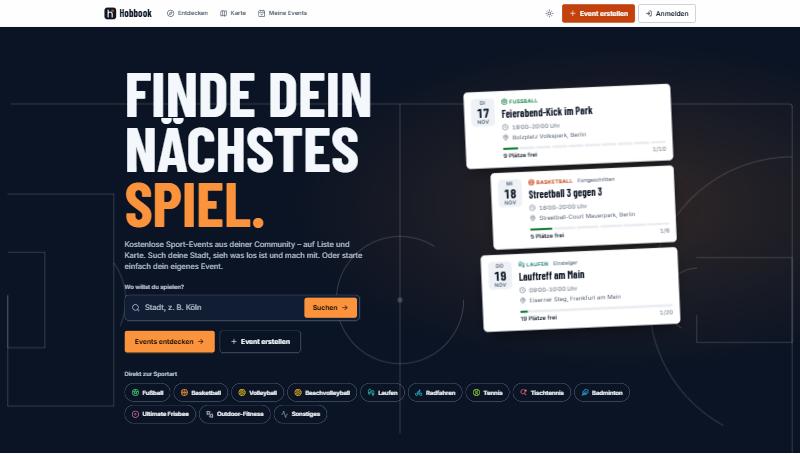 Hobbook
Entdecken
Karte
Meine Events
+ Event erstellen
Anmelden
FINDE DEIN
NÄCHSTES
SPIEL.
Kostenlose Sport-Events aus deiner Community – auf Liste und
Karte. Such deine Stadt, sieh was los ist und mach mit. Oder starte
einfach dein eigenes Event.
Wo willst du spielen?
Stadt, z. B. Köln
Suchen →
Events entdecken →
+ Event erstellen
DI
17
NOV
FUSSBALL
Feierabend-Kick im Park
18:00–20:00 Uhr
Bolzplatz Volkspark, Berlin
9 Plätze frei
1/10
MI
18
NOV
BASKETBALL Fortgeschritten
Streetball 3 gegen 3
18:00–20:00 Uhr
Streetball-Court Mauerpark, Berlin
5 Plätze frei
1/6
DO
19
NOV
LAUFEN Einsteiger
Lauftreff am Main
09:00–10:00 Uhr
Eiserner Steg, Frankfurt am Main
19 Plätze frei
1/20
Direkt zur Sportart
Fußball
Basketball
Volleyball
Beachvolleyball
Laufen
Radfahren
Tennis
Tischtennis
Badminton
Ultimate Frisbee
Outdoor-Fitness
Sonstiges